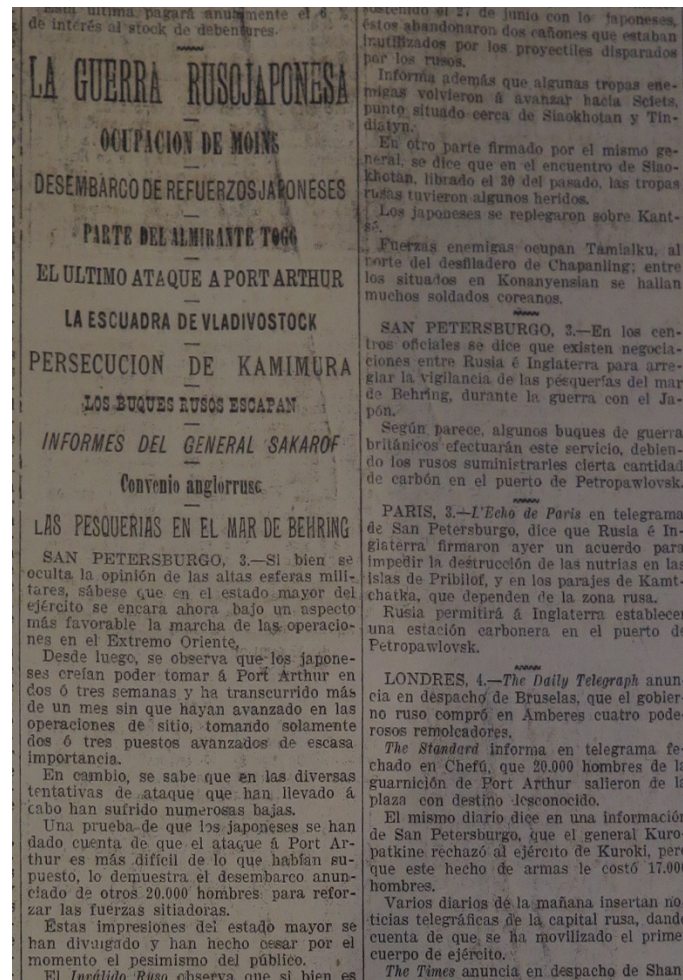 Esta última pagará anualmente el 6 %
de interés al stock de debentures.
LA GUERRA RUSOJAPONESA
OCUPACION DE MOINS
DESEMBARCO DE REFUERZOS JAPONESES
PARTE DEL ALMIRANTE TOGO
EL ULTIMO ATAQUE A PORT ARTHUR
LA ESCUADRA DE VLADIVOSTOCK
PERSECUCION DE KAMIMURA
LOS BUQUES RUSOS ESCAPAN
INFORMES DEL GENERAL SAKAROF
Convenio anglorruso
LAS PESQUERIAS EN EL MAR DE BEHRING
SAN PETERSBURGO, 3.—Si bien se
oculta la opinión de las altas esferas mili-
tares, sábese que en el estado mayor del
ejército se encara ahora bajo un aspecto
más favorable la marcha de las operacio-
nes en el Extremo Oriente.
Desde luego, se observa que los japone-
ses creían poder tomar á Port Arthur en
dos ó tres semanas y ha transcurrido más
de un mes sin que hayan avanzado en las
operaciones de sitio, tomando solamente
dos ó tres puestos avanzados de escasa
importancia.
En cambio, se sabe que en las diversas
tentativas de ataque que han llevado á
cabo han sufrido numerosas bajas.
Una prueba de que los japoneses se han
dado cuenta de que el ataque á Port Ar-
thur es más difícil de lo que habían su-
puesto, lo demuestra el desembarco anun-
ciado de otros 20.000 hombres para refor-
zar las fuerzas sitiadoras.
Estas impresiones del estado mayor se
han divulgado y han hecho cesar por el
momento el pesimismo del público.
El Inválido Ruso observa que si bien es
sostenido el 27 de junio con lo japoneses,
éstos abandonaron dos cañones que estaban
inutilizados por los proyectiles disparados
por los rusos.
Informa además que algunas tropas ene-
migas volvieron á avanzar hacia Sciets,
punto situado cerca de Siaokhotan y Tin-
diatyn.
En otro parte firmado por el mismo ge-
neral, se dice que en el encuentro de Siao-
khotan, librado el 30 del pasado, las tropas
rusas tuvieron algunos heridos.
Los japoneses se replegaron sobre Kant-
sé.
Fuerzas enemigas ocupan Tamialku, al
norte del desfiladero de Chapanling; entre
los situados en Konanyensian se hallan
muchos soldados coreanos.
SAN PETERSBURGO, 3.—En los cen-
tros oficiales se dice que existen negocia-
ciones entre Rusia é Inglaterra para arre-
glar la vigilancia de las pesquerías del mar
de Behring, durante la guerra con el Ja-
pón.
Según parece, algunos buques de guerra
británicos efectuarán este servicio, debien-
do los rusos suministrarles cierta cantidad
de carbón en el puerto de Petropawlovsk.
PARIS, 3.—L'Echo de Paris en telegrama
de San Petersburgo, dice que Rusia é In-
glaterra firmaron ayer un acuerdo para
impedir la destrucción de las nutrias en las
islas de Pribilof, y en los parajes de Kamt-
chatka, que dependen de la zona rusa.
Rusia permitirá á Inglaterra establecer
una estación carbonera en el puerto de
Petropawlovsk.
LONDRES, 4.—The Daily Telegraph anun-
cia en despacho de Bruselas, que el gobier-
no ruso compró en Amberes cuatro pode-
rosos remolcadores.
The Standard informa en telegrama fe-
chado en Chefú, que 20.000 hombres de la
guarnición de Port Arthur salieron de la
plaza con destino desconocido.
El mismo diario dice en una información
de San Petersburgo, que el general Kuro-
patkine rechazó al ejército de Kuroki, pero
que este hecho de armas le costó 17.000
hombres.
Varios diarios de la mañana insertan no-
ticias telegráficas de la capital rusa, dando
cuenta de que se ha movilizado el primer
cuerpo de ejército.
The Times anuncia en despacho de Shan